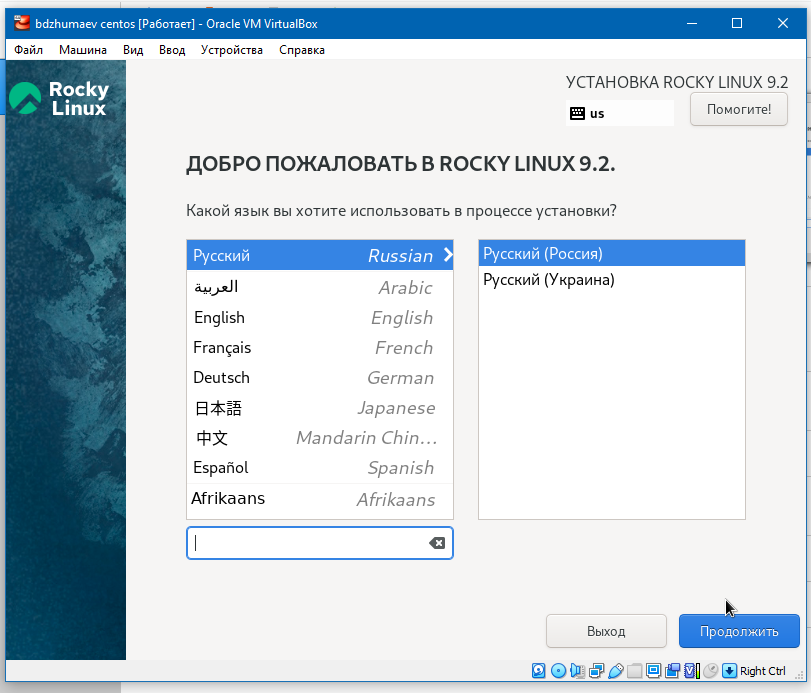 bdzhumaev centos [Работает] - Oracle VM VirtualBox
Файл Машина Вид Ввод Устройства Справка
Rocky
Linux
УСТАНОВКА ROCKY LINUX 9.2
us
Помогите!
ДОБРО ПОЖАЛОВАТЬ В ROCKY LINUX 9.2.
Какой язык вы хотите использовать в процессе установки?
Русский Russian
العربية Arabic
English English
Français French
Deutsch German
日本語 Japanese
中文 Mandarin Chin…
Español Spanish
Afrikaans Afrikaans
Русский (Россия)
Русский (Украина)
Выход
Продолжить
Right Ctrl